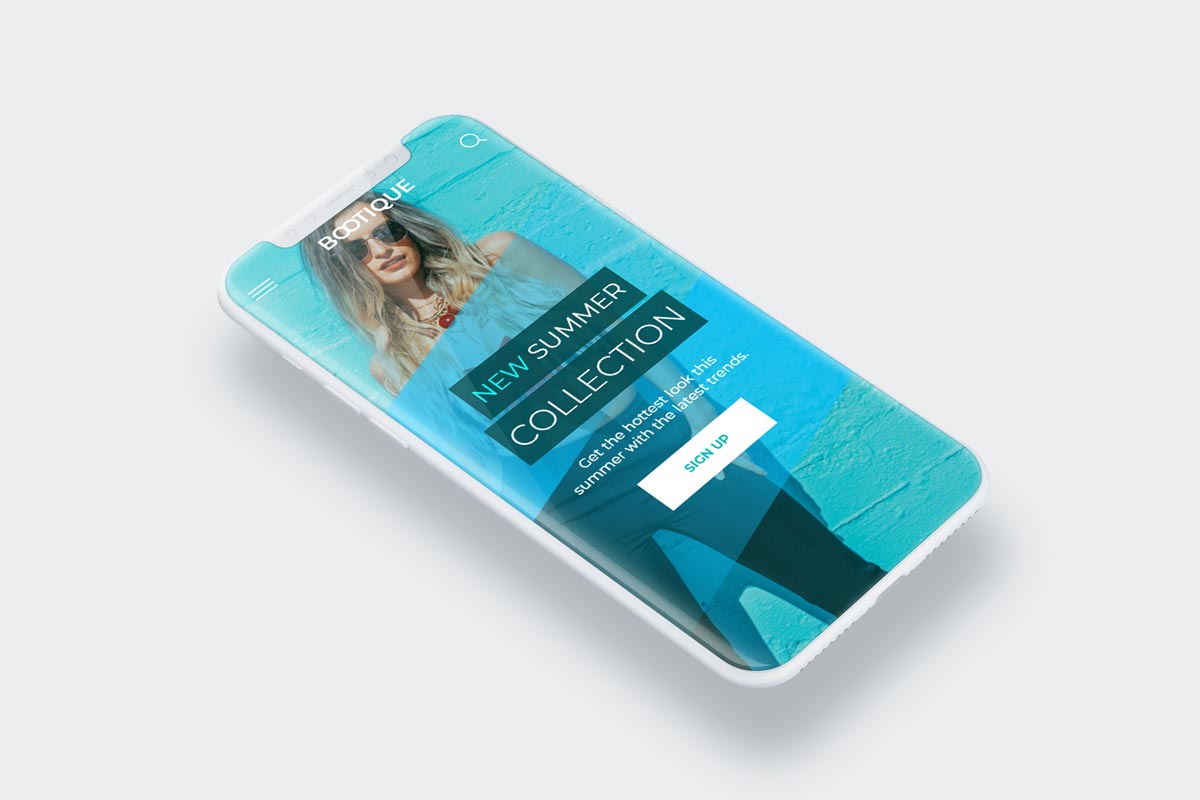 BOOTIQUE
NEW SUMMER
COLLECTION
Get the hottest look this
summer with the latest trends.
SIGN UP